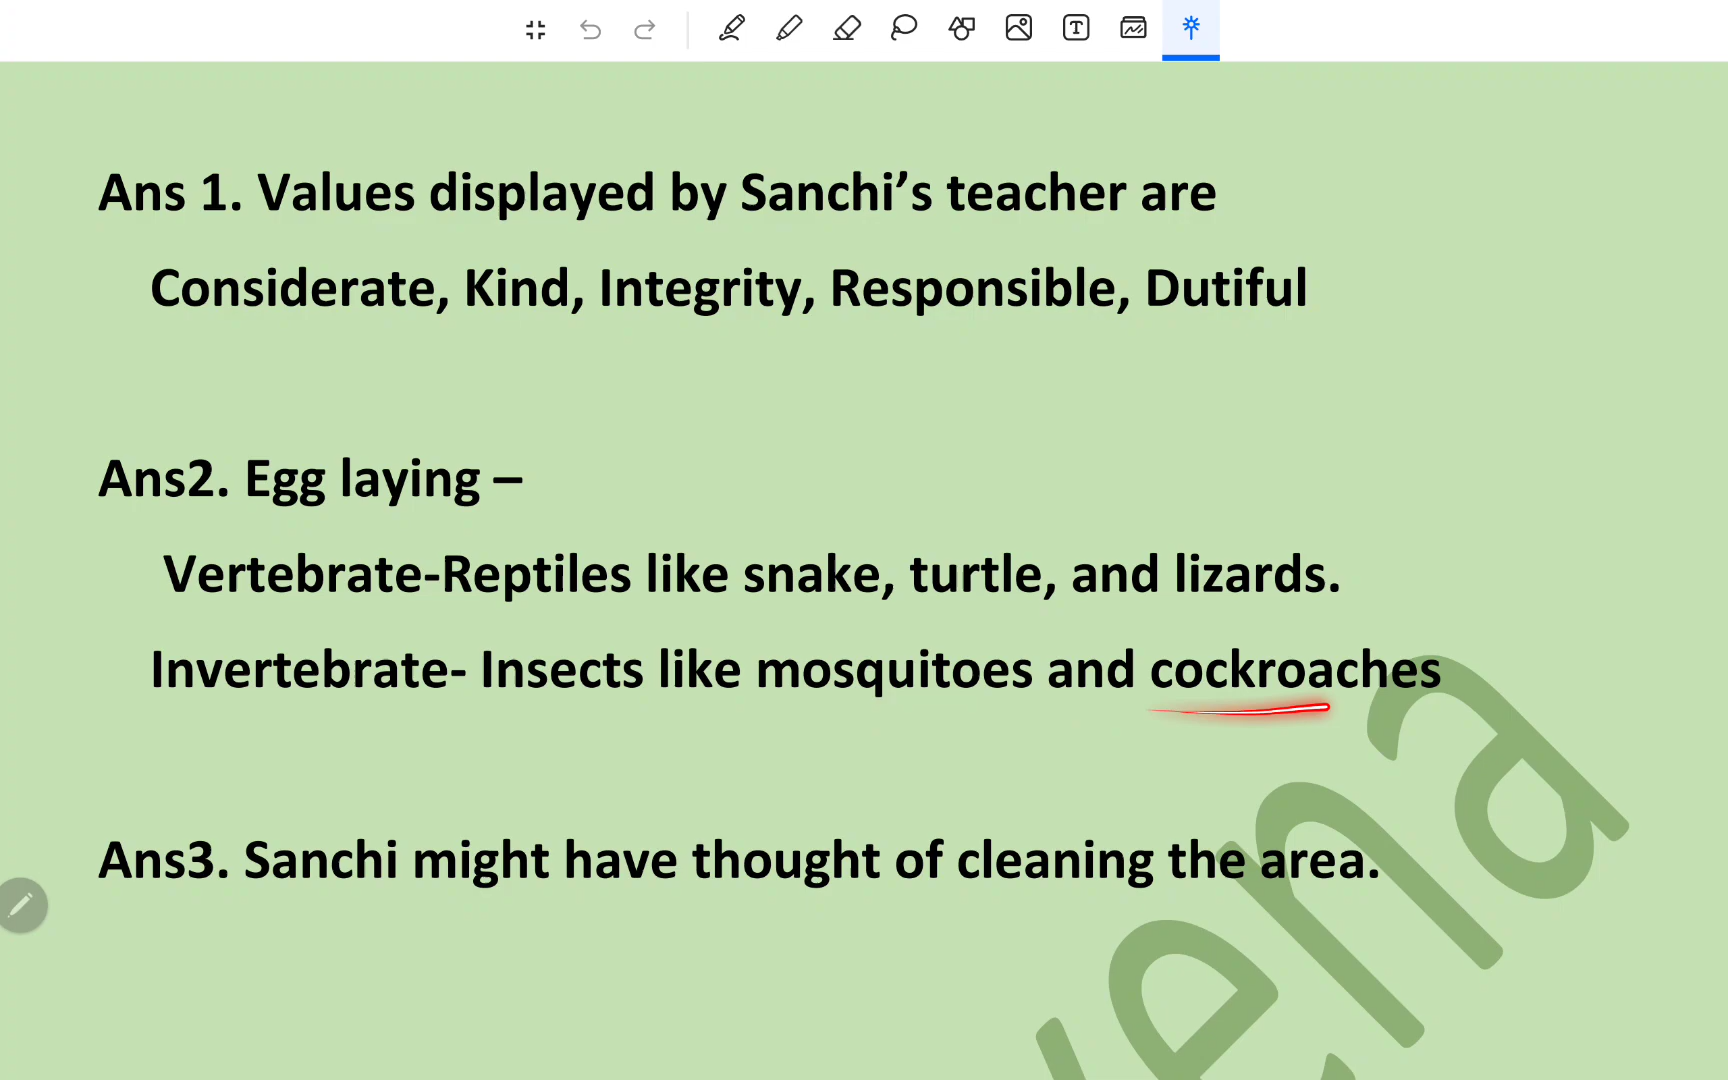 Ans 1. Values displayed by Sanchi’s teacher are
Considerate, Kind, Integrity, Responsible, Dutiful
Ans2. Egg laying –
Vertebrate-Reptiles like snake, turtle, and lizards.
Invertebrate- Insects like mosquitoes and cockroaches
Ans3. Sanchi might have thought of cleaning the area.
ena